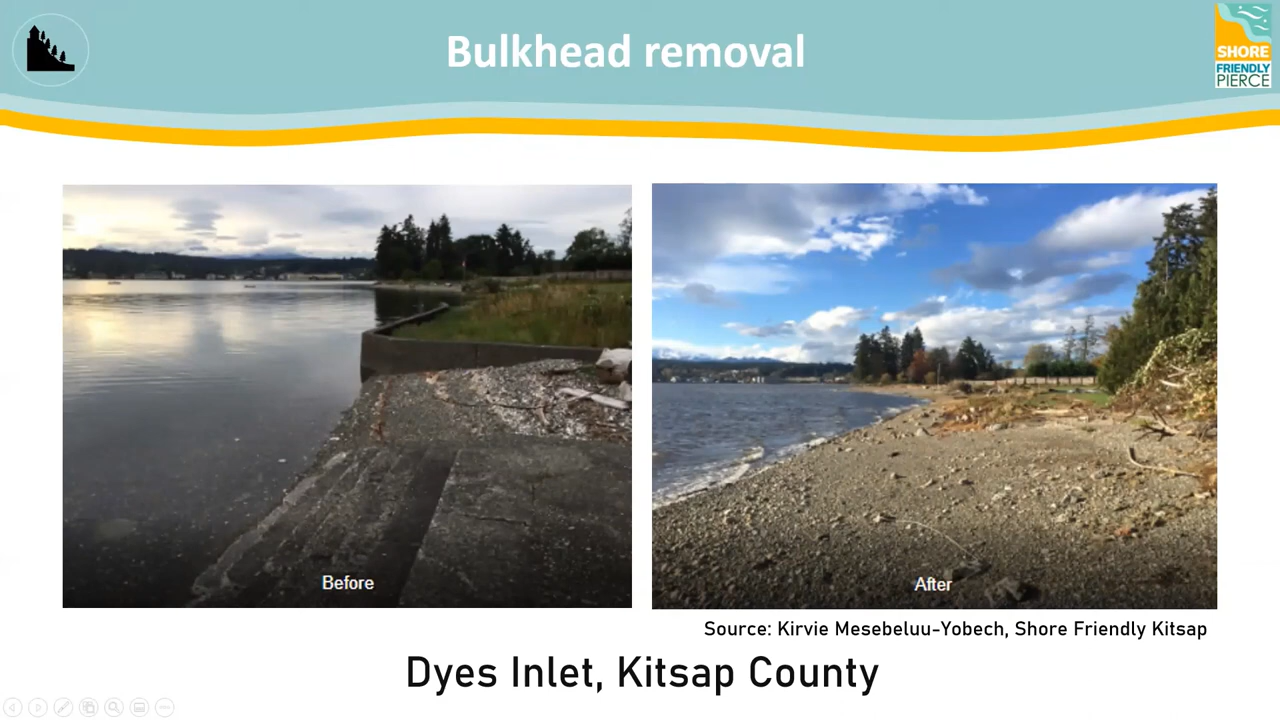 Bulkhead removal
SHORE
FRIENDLY
PIERCE
Before
After
Source: Kirvie Mesebeluu-Yobech, Shore Friendly Kitsap
Dyes Inlet, Kitsap County